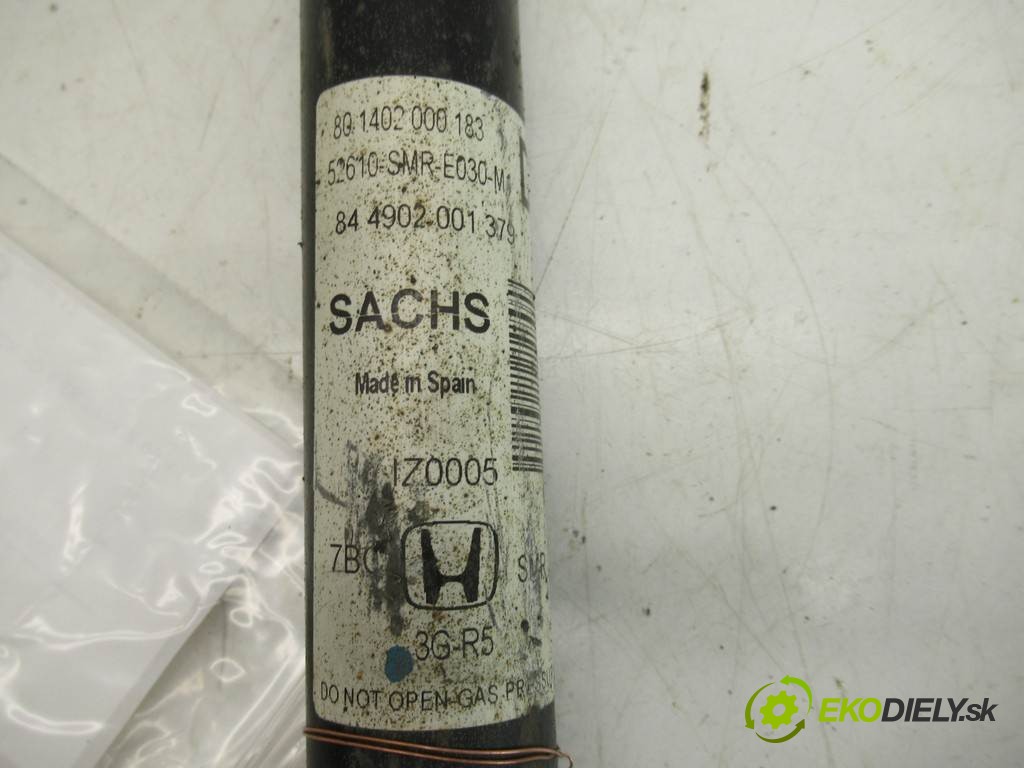 80 1402 000 183
52610-SMR-E030-M1
84 4902 001 379
SACHS
Made in Spain
IZ0005
7BC SMR
3G-R5
DO NOT OPEN-GAS-
EKODIELY.sk